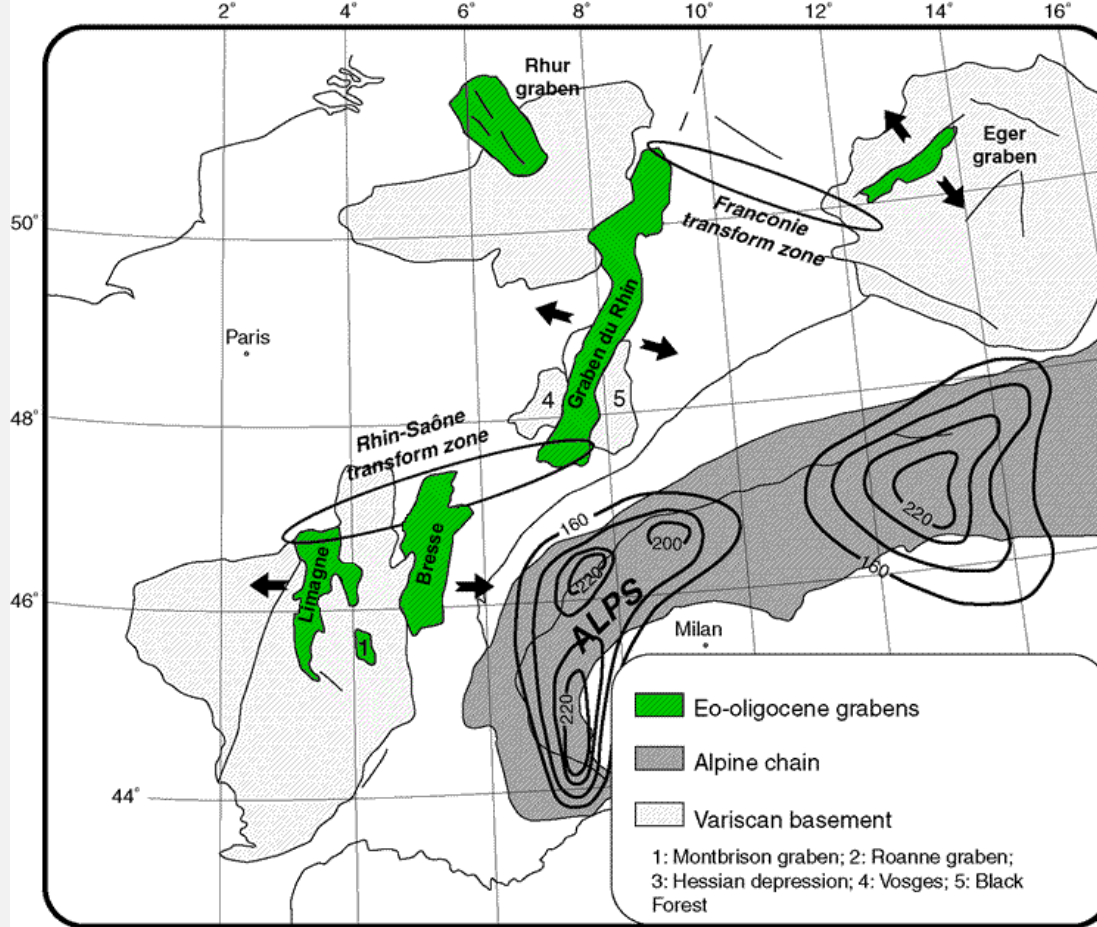 2°
4°
6°
8°
10°
12°
14°
16°
Rhur
graben
Eger
graben
50°
Franconie
transform zone
Graben du Rhin
Paris
4
5
48°
Rhin-Saône
transform zone
160
200
220
220
160
Limagne
Bresse
46°
220
ALPS
Milan
1
44°
Eo-oligocene grabens
Alpine chain
Variscan basement
1: Montbrison graben; 2: Roanne graben;
3: Hessian depression; 4: Vosges; 5: Black
Forest